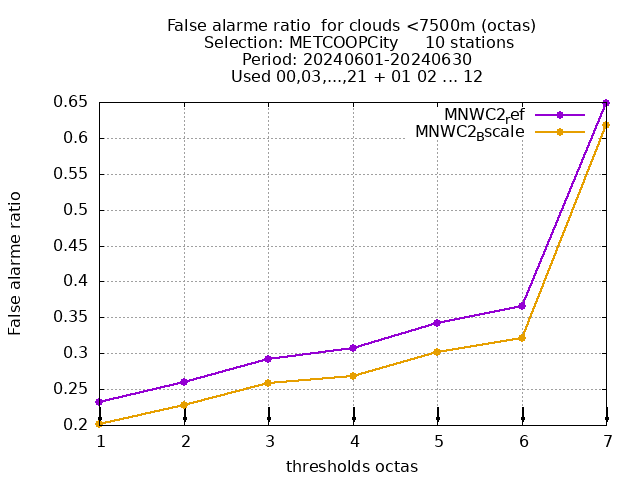 False alarme ratio  for clouds <7500m (octas)
Selection: METCOOPCity     10 stations
Period: 20240601-20240630
Used 00,03,...,21 + 01 02 ... 12
MNWC2ref
MNWC2Bscale
0.65
0.6
0.55
0.5
0.45
0.4
0.35
0.3
0.25
0.2
False alarme ratio
1 2 3 4 5 6 7
thresholds octas